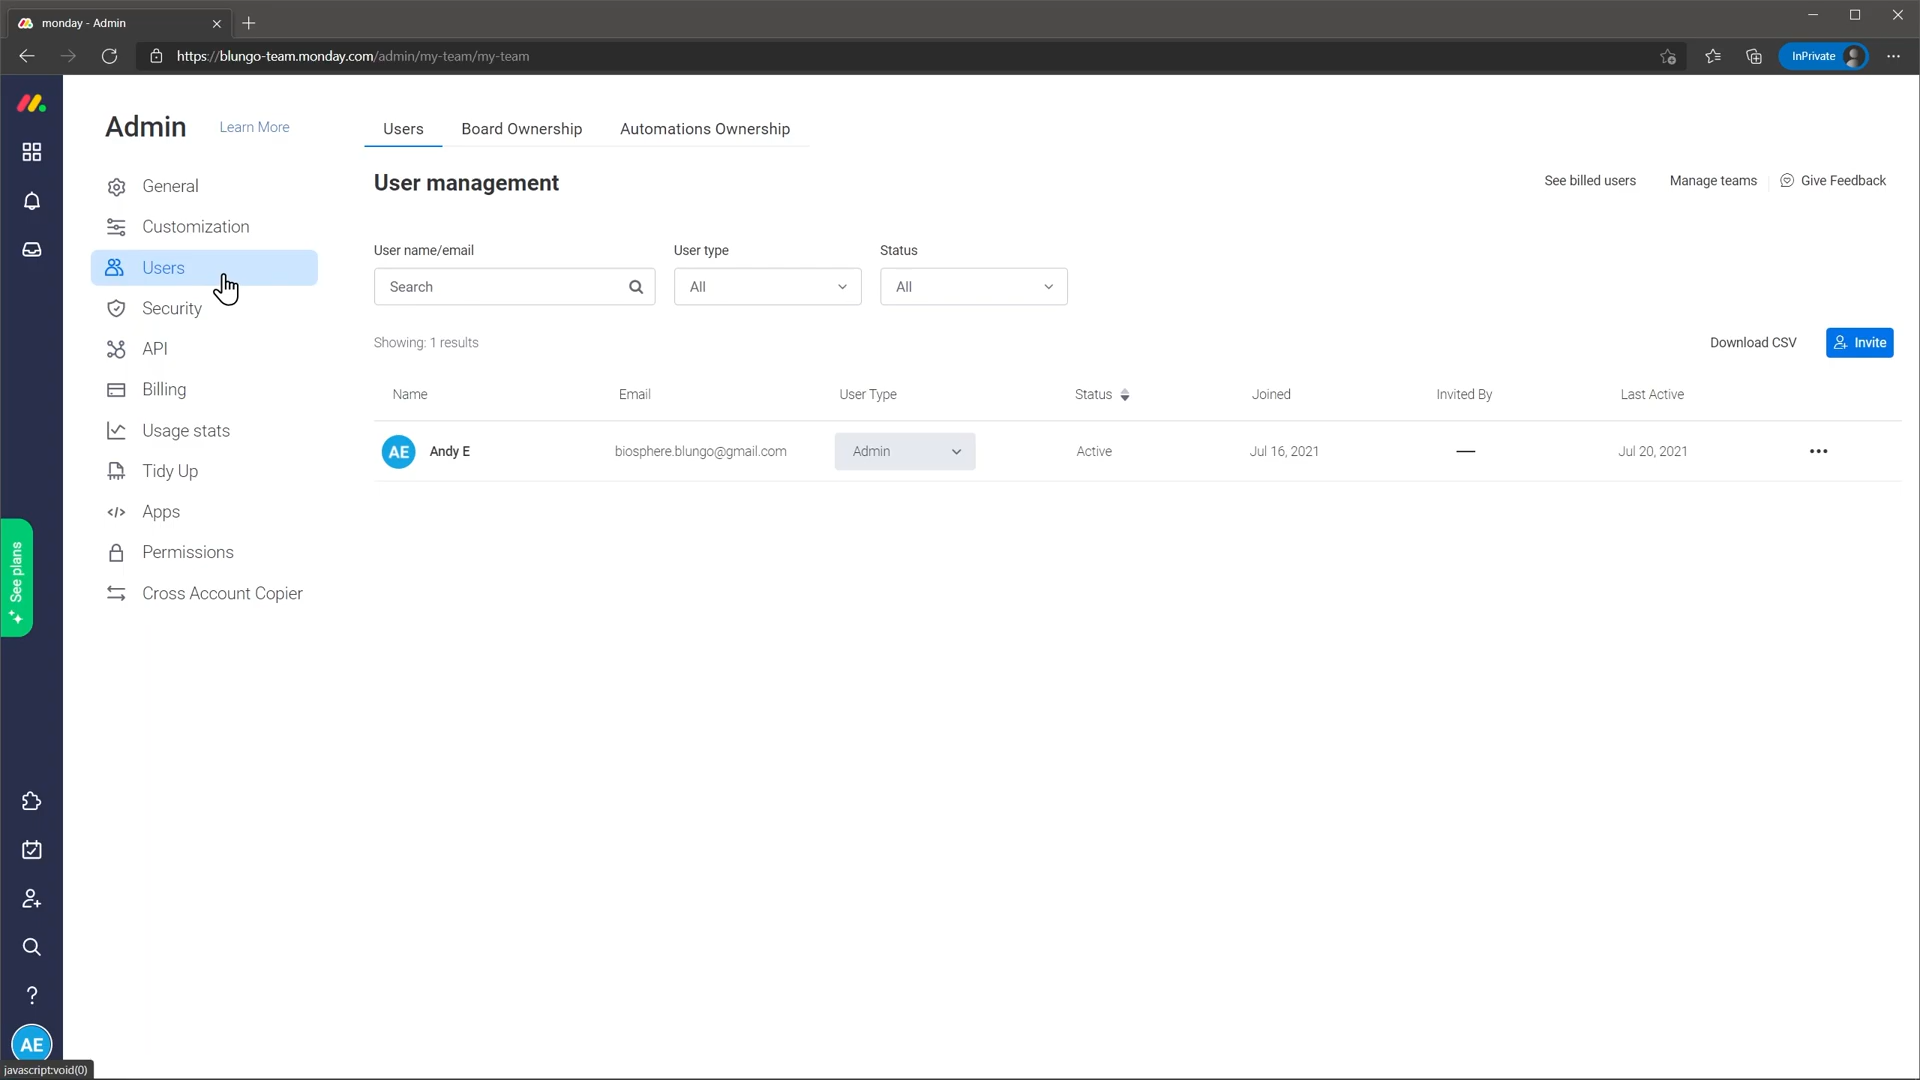 monday - Admin
https://blungo-team.monday.com/admin/my-team/my-team
InPrivate
Admin
Learn More
General
Customization
Users
Security
API
Billing
Usage stats
Tidy Up
Apps
Permissions
Cross Account Copier
See plans
Users
Board Ownership
Automations Ownership
User management
See billed users
Manage teams
Give Feedback
User name/email
User type
Status
Search
All
All
Showing: 1 results
Download CSV
Invite
Name
Email
User Type
Status
Joined
Invited By
Last Active
AE
Andy E
biosphere.blungo@gmail.com
Admin
Active
Jul 16, 2021
—
Jul 20, 2021
AE
javascript:void(0)